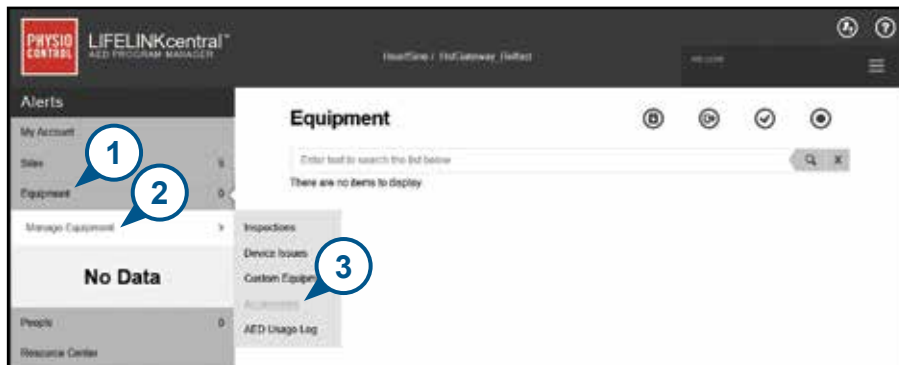 PHYSIO
CONTROL
LIFELINKcentral™
AED PROGRAM MANAGER
WELCOME
Alerts
My Account
Sites
Equipment 0
Manage Equipment >
No Data
People 0
Resource Center
1
2
3
Equipment
Enter text to search the list below
X
There are no items to display
Inspections
Device Issues
Custom
Accessories
AED Usage Log